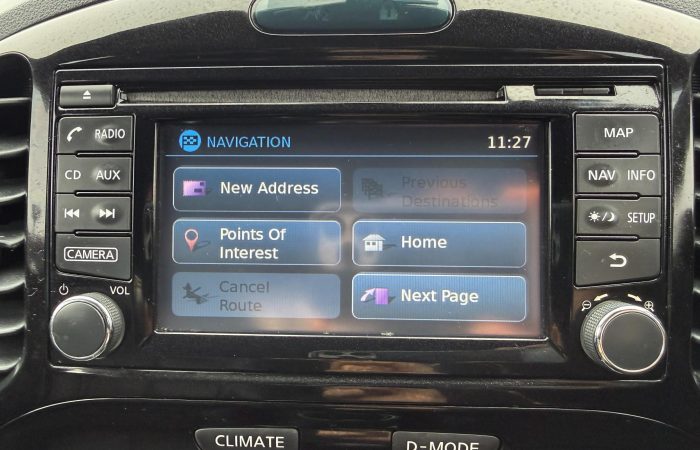 RADIO
CD AUX
CAMERA
VOL
NAVIGATION
11:27
New Address
Previous
Destinations
Points Of
Interest
Home
Cancel
Route
Next Page
MAP
NAV INFO
SETUP
CLIMATE
D-MODE